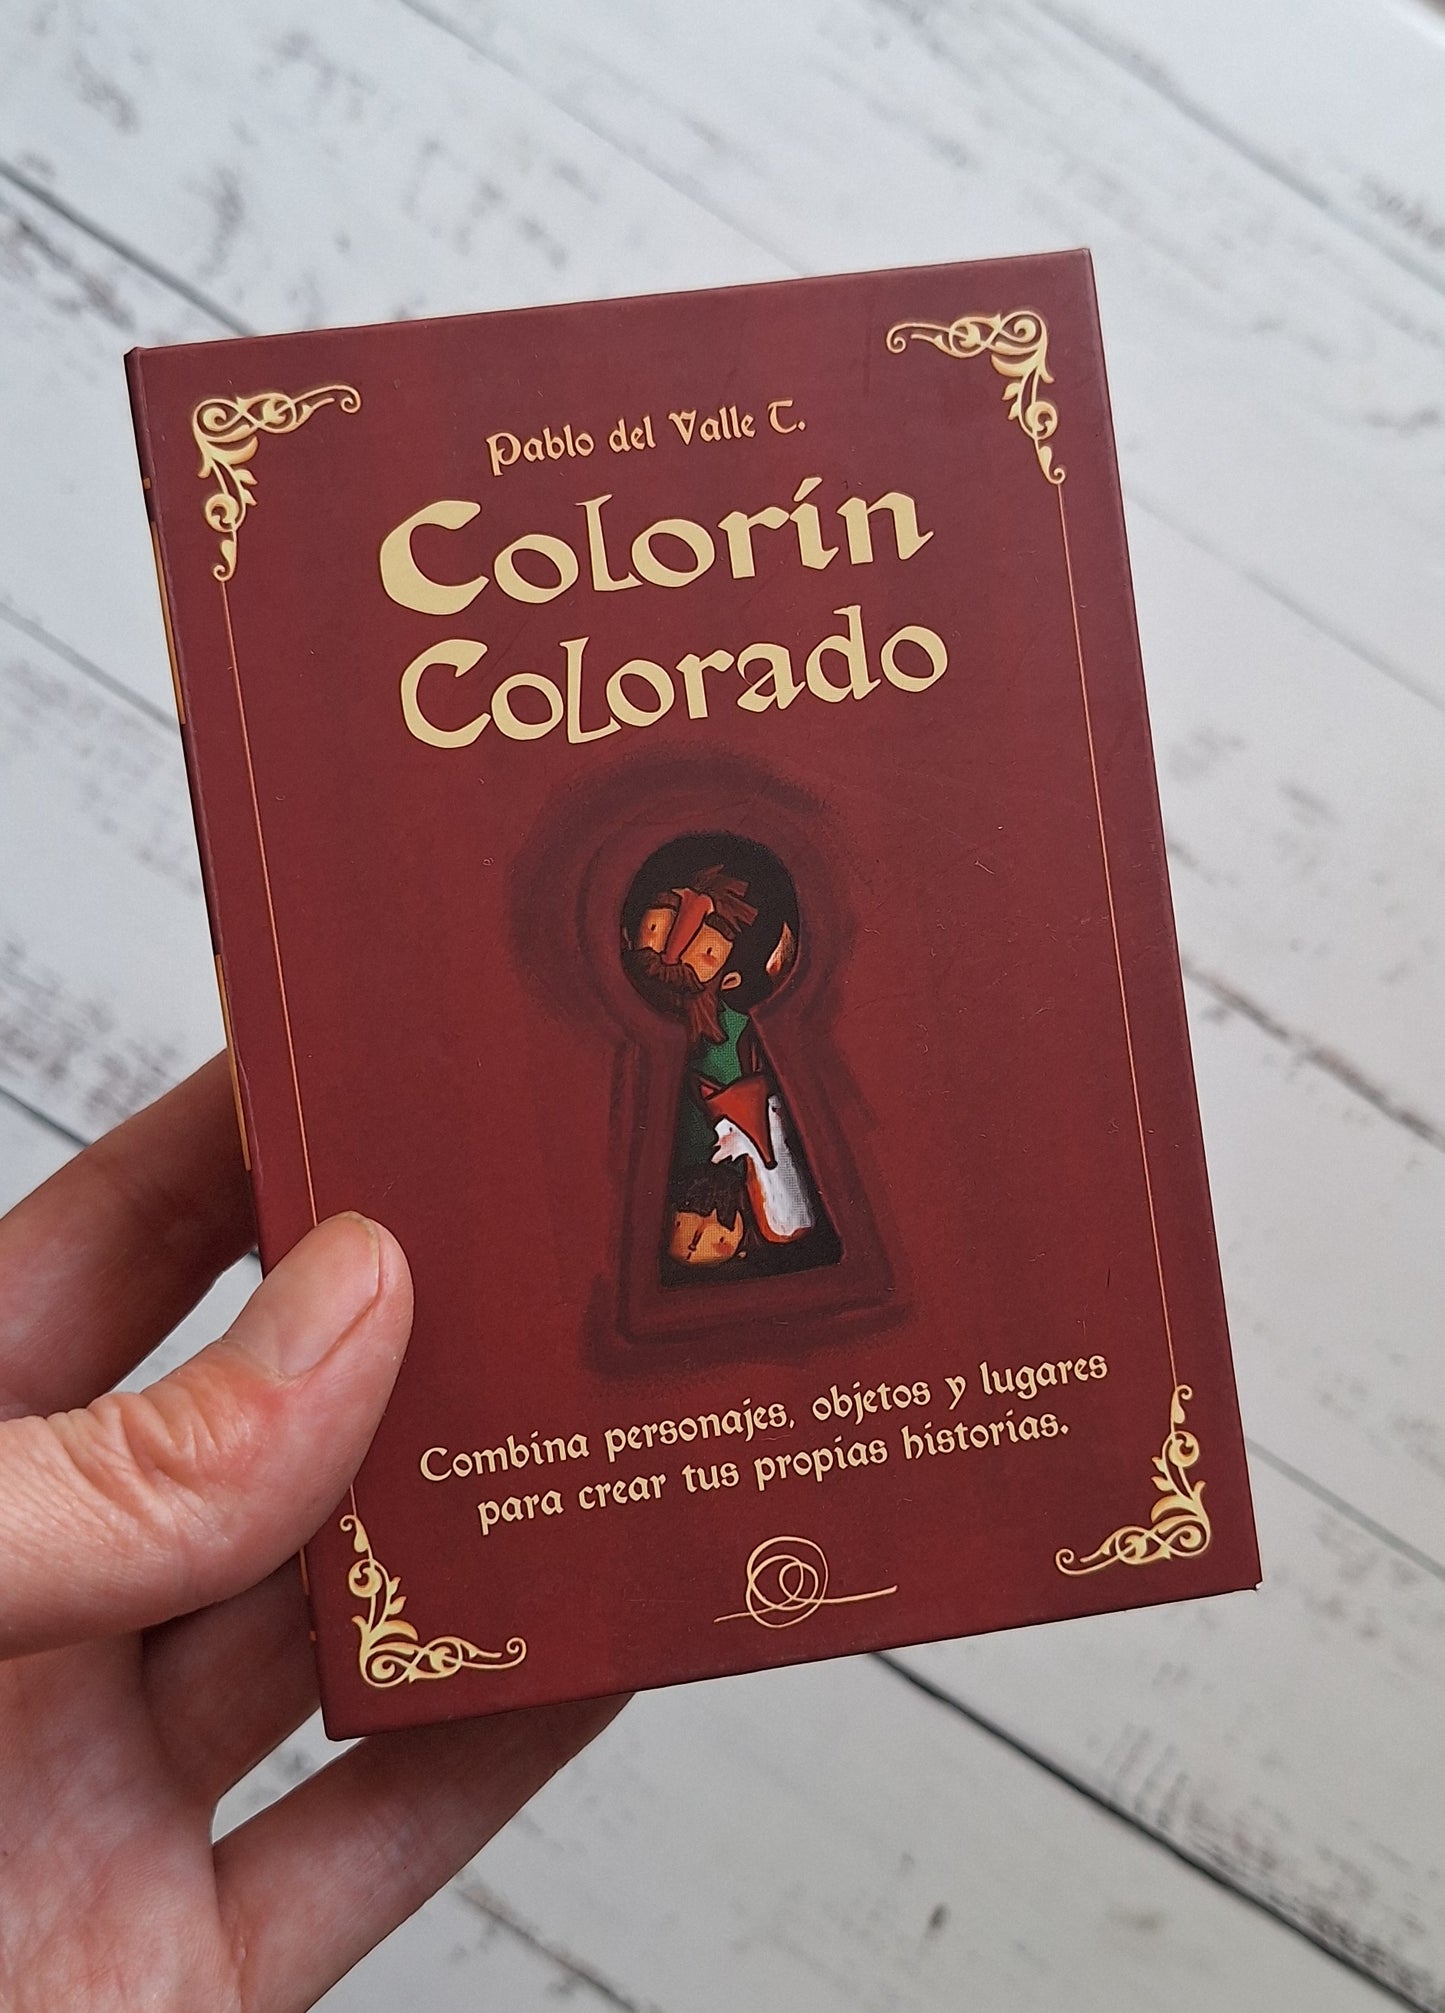 Pablo del Valle T.
Colorín
Colorado
Combina personajes, objetos y lugares
para crear tus propias historias.